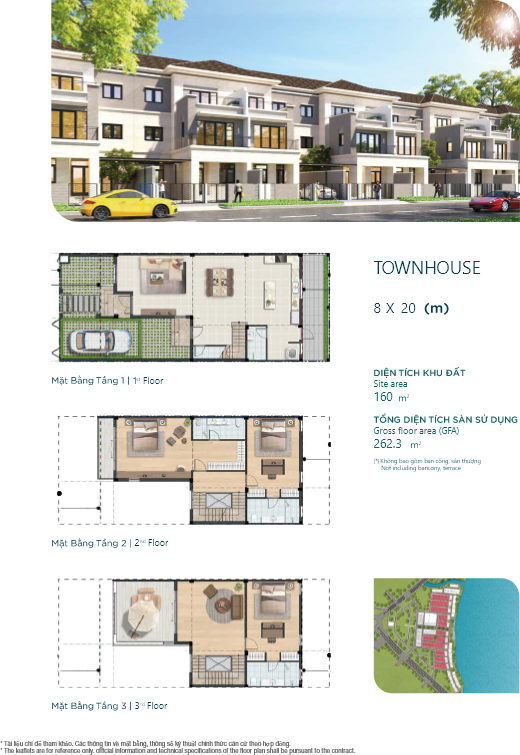 TOWNHOUSE
8 X 20 (m)
DIỆN TÍCH KHU ĐẤT
Site area
160 m²
TỔNG DIỆN TÍCH SÀN SỬ DỤNG
Gross floor area (GFA)
262.3 m²
(*) Không bao gồm ban công, sân thượng
Not including bancony, terrace
Mặt Bằng Tầng 1 | 1st Floor
Mặt Bằng Tầng 2 | 2nd Floor
Mặt Bằng Tầng 3 | 3rd Floor
* Tài liệu chỉ để tham khảo. Các thông tin về mặt bằng, thông số kỹ thuật chính thức căn cứ theo hợp đồng.
* The leaflets are for reference only. official information and technical specifications of the floor plan shall be pursuant to the contract.